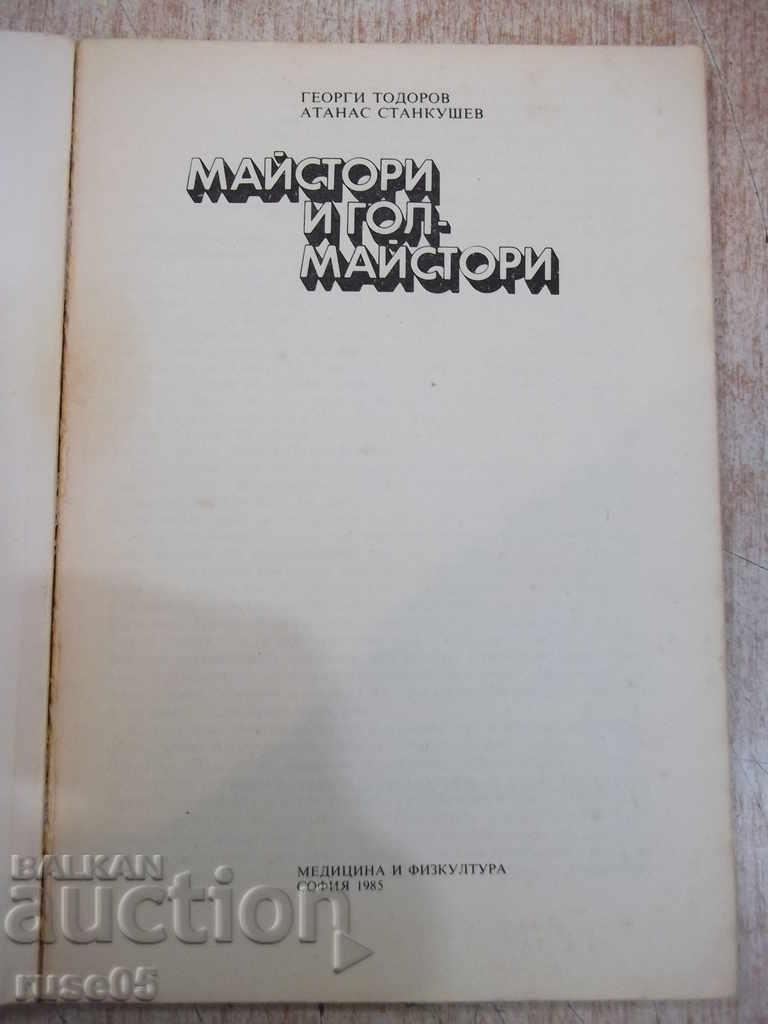 ГЕОРГИ ТОДОРОВ
АТАНАС СТАНКУШЕВ
МАЙСТОРИ
И ГОЛ-
МАЙСТОРИ
МЕДИЦИНА И ФИЗКУЛТУРА
СОФИЯ 1985
BALKAN
auction
ruse05